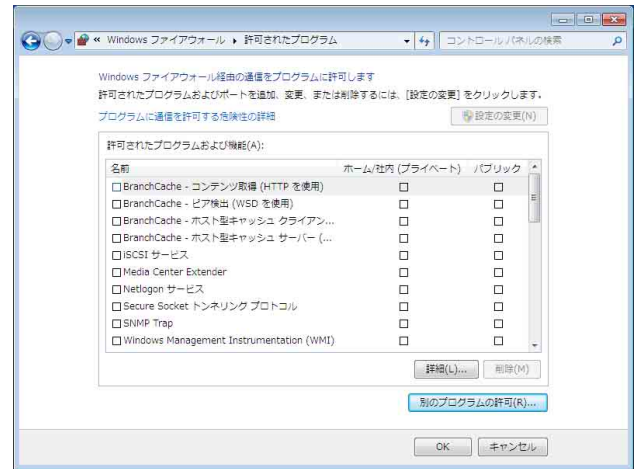 « Windows ファイアウォール ▸ 許可されたプログラム
コントロール パネルの検索
Windows ファイアウォール経由の通信をプログラムに許可します
許可されたプログラムおよびポートを追加、変更、または削除するには、[設定の変更] をクリックします。
プログラムに通信を許可する危険性の詳細
設定の変更(N)
許可されたプログラムおよび機能(A):
名前 ホーム/社内 (プライベート) パブリック
BranchCache - コンテンツ取得 (HTTP を使用)
BranchCache - ピア検出 (WSD を使用)
BranchCache - ホスト型キャッシュ クライアン...
BranchCache - ホスト型キャッシュ サーバー (...
iSCSI サービス
Media Center Extender
Netlogon サービス
Secure Socket トンネリング プロトコル
SNMP Trap
Windows Management Instrumentation (WMI)
詳細(L)... 削除(M)
別のプログラムの許可(R)...
OK キャンセル